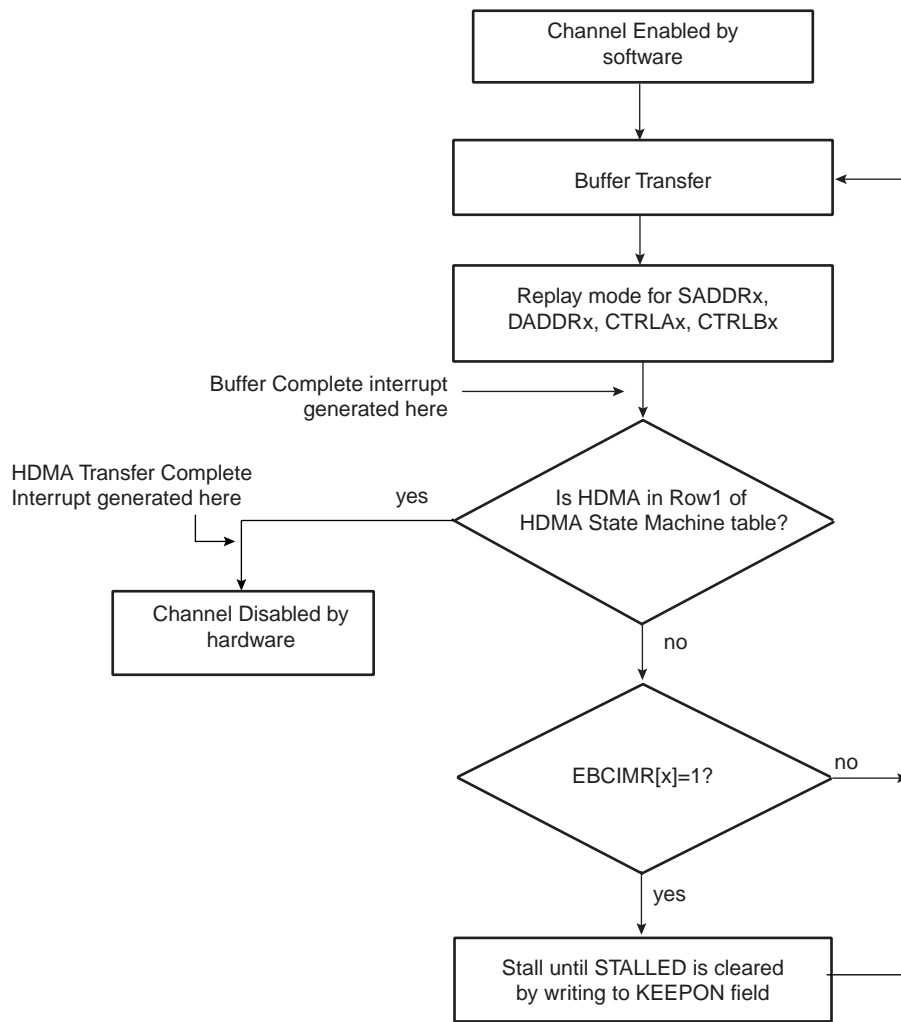 Channel Enabled by
software
Buffer Transfer
Replay mode for SADDRx,
DADDRx, CTRLAx, CTRLBx
Buffer Complete interrupt
generated here
HDMA Transfer Complete
Interrupt generated here
yes
Is HDMA in Row1 of
HDMA State Machine table?
Channel Disabled by
hardware
no
EBCIMR[x]=1?
no
yes
Stall until STALLED is cleared
by writing to KEEPON field